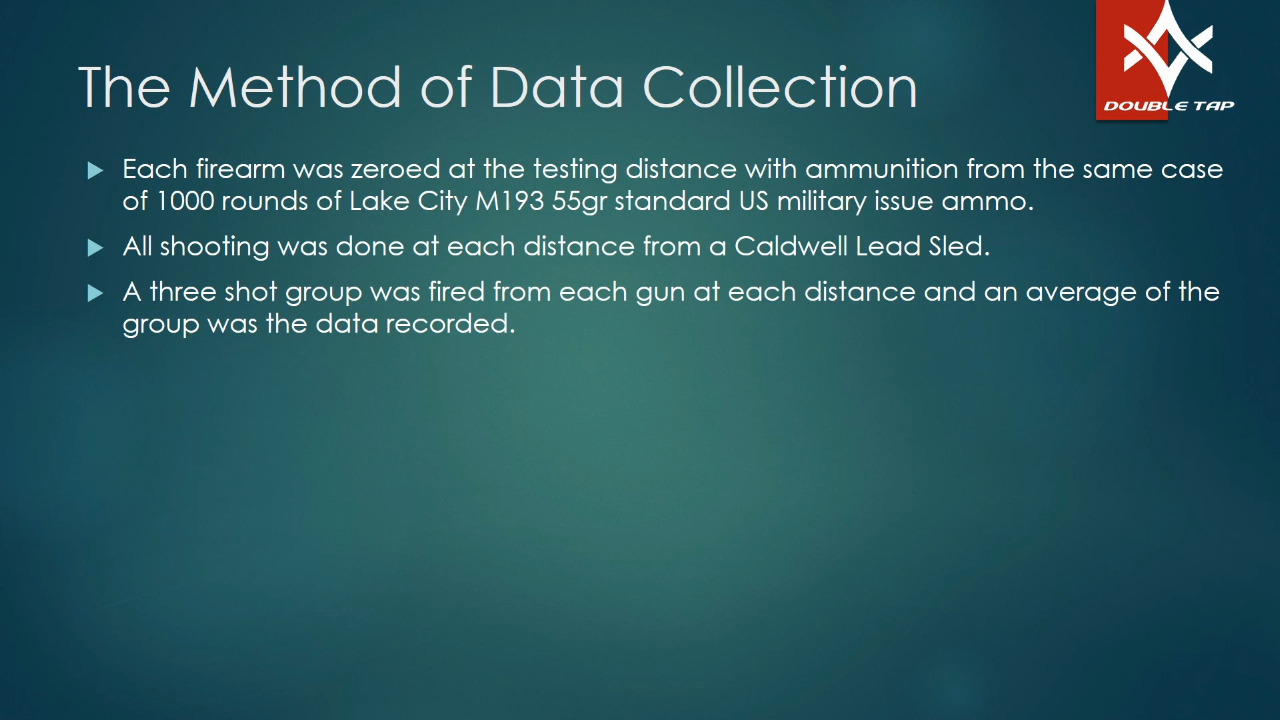 The Method of Data Collection
DOUBLE TAP
Each firearm was zeroed at the testing distance with ammunition from the same case
of 1000 rounds of Lake City M193 55gr standard US military issue ammo.
All shooting was done at each distance from a Caldwell Lead Sled.
A three shot group was fired from each gun at each distance and an average of the
group was the data recorded.